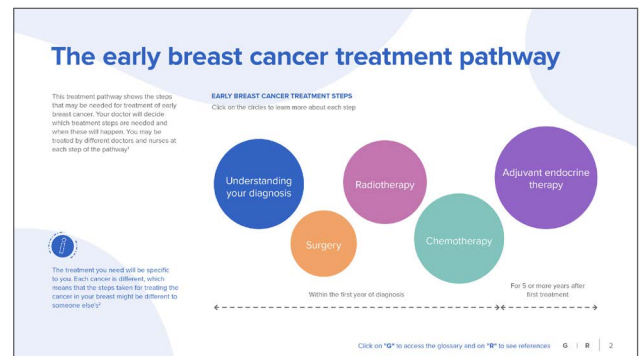 The early breast cancer treatment pathway
This treatment pathway shows the steps
that may be needed for treatment of early
breast cancer. Your doctor will decide
which treatment steps are needed and
when these will happen. You may be
treated by different doctors and nurses at
each step of the pathway¹
EARLY BREAST CANCER TREATMENT STEPS
Click on the circles to learn more about each step
Understanding
your diagnosis
Surgery
Radiotherapy
Chemotherapy
Adjuvant endocrine
therapy
The treatment you need will be specific
to you. Each cancer is different, which
means that the steps taken for treating the
cancer in your breast might be different to
someone else's²
Within the first year of diagnosis
For 5 or more years after
first treatment
Click on "G" to access the glossary and on "R" to see references G | R | 2